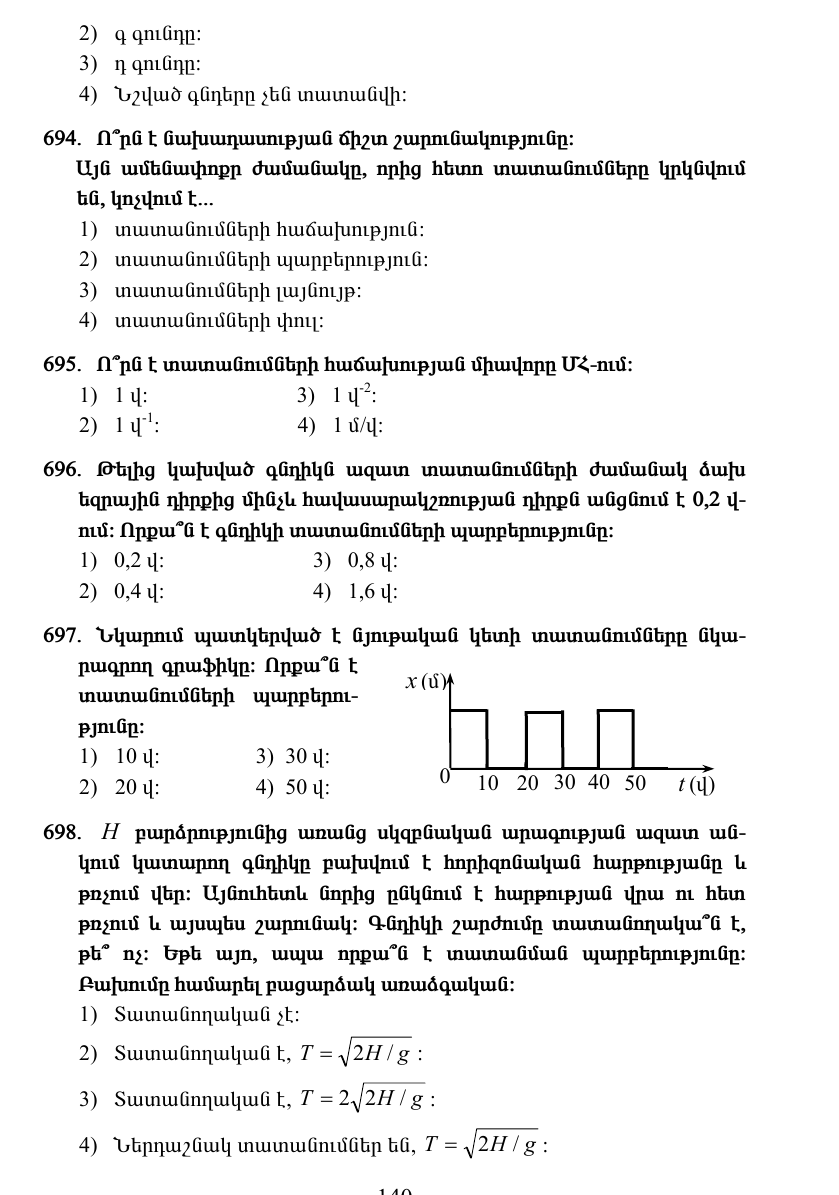 2) գ գունդը:
3) դ գունդը:
4) Նշված գնդերը չեն տատանվի:
694. Ո՞րն է նախադասության ճիշտ շարունակությունը:
Այն ամենափոքր ժամանակը, որից հետո տատանումները կրկնվում
են, կոչվում է...
1) տատանումների հաճախություն:
2) տատանումների պարբերություն:
3) տատանումների լայնույթ:
4) տատանումների փուլ:
695. Ո՞րն է տատանումների հաճախության միավորը ՄՀ-ում:
1) 1 վ: 3) 1 վ⁻²:
2) 1 վ⁻¹: 4) 1 մ/վ:
696. Թելից կախված գնդիկն ազատ տատանումների ժամանակ ձախ
եզրային դիրքից մինչև հավասարակշռության դիրքն անցնում է 0,2 վ-
ում: Որքա՞ն է գնդիկի տատանումների պարբերությունը:
1) 0,2 վ: 3) 0,8 վ:
2) 0,4 վ: 4) 1,6 վ:
697. Նկարում պատկերված է նյութական կետի տատանումները նկա-
րագրող գրաֆիկը: Որքա՞ն է
տատանումների պարբերու-
թյունը:
1) 10 վ: 3) 30 վ:
2) 20 վ: 4) 50 վ:
x (մ)
0 10 20 30 40 50 t (վ)
698. H բարձրությունից առանց սկզբնական արագության ազատ ան-
կում կատարող գնդիկը բախվում է հորիզոնական հարթությանը և
թռչում վեր: Այնուհետև նորից ընկնում է հարթության վրա ու հետ
թռչում և այսպես շարունակ: Գնդիկի շարժումը տատանողակա՞ն է,
թե՞ ոչ: Եթե այո, ապա որքա՞ն է տատանման պարբերությունը:
Բախումը համարել բացարձակ առաձգական:
1) Տատանողական չէ:
2) Տատանողական է, T = √2H / g :
3) Տատանողական է, T = 2√2H / g :
4) Ներդաշնակ տատանումներ են, T = √2H / g :